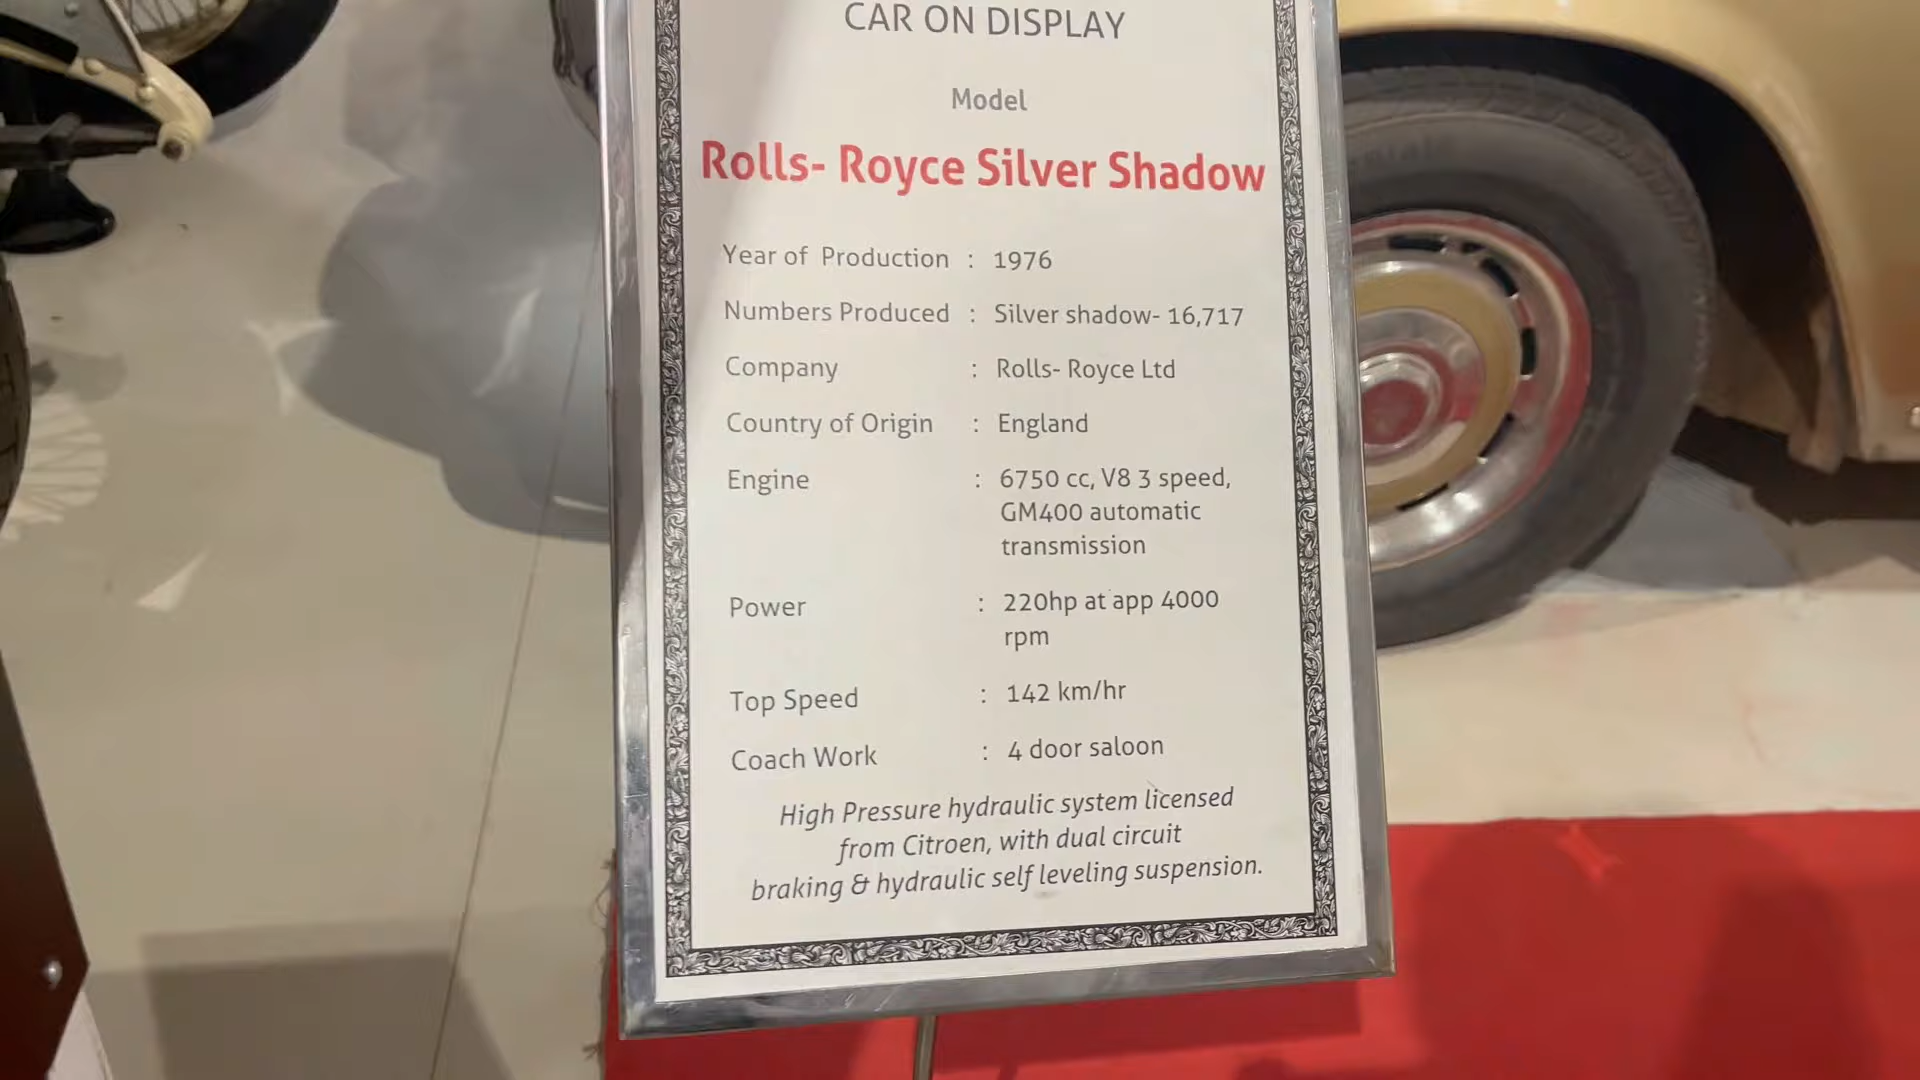 CAR ON DISPLAY
Model
Rolls- Royce Silver Shadow
Year of Production : 1976
Numbers Produced : Silver shadow- 16,717
Company : Rolls- Royce Ltd
Country of Origin : England
Engine : 6750 cc, V8 3 speed,
GM400 automatic
transmission
Power : 220hp at app 4000
rpm
Top Speed : 142 km/hr
Coach Work : 4 door saloon
High Pressure hydraulic system licensed
from Citroen, with dual circuit
braking & hydraulic self leveling suspension.